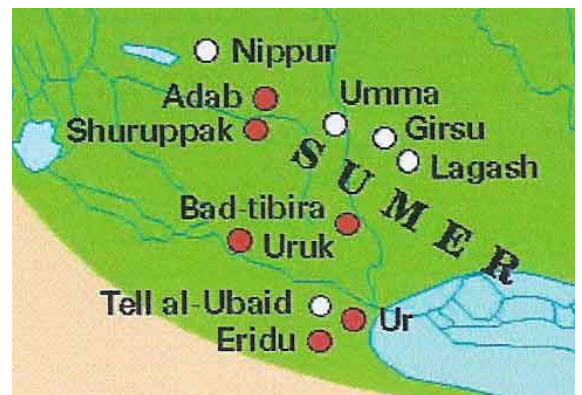 Nippur
Adab
Umma
Shuruppak
Girsu
Lagash
SUMER
Bad-tibira
Uruk
Tell al-Ubaid
Ur
Eridu